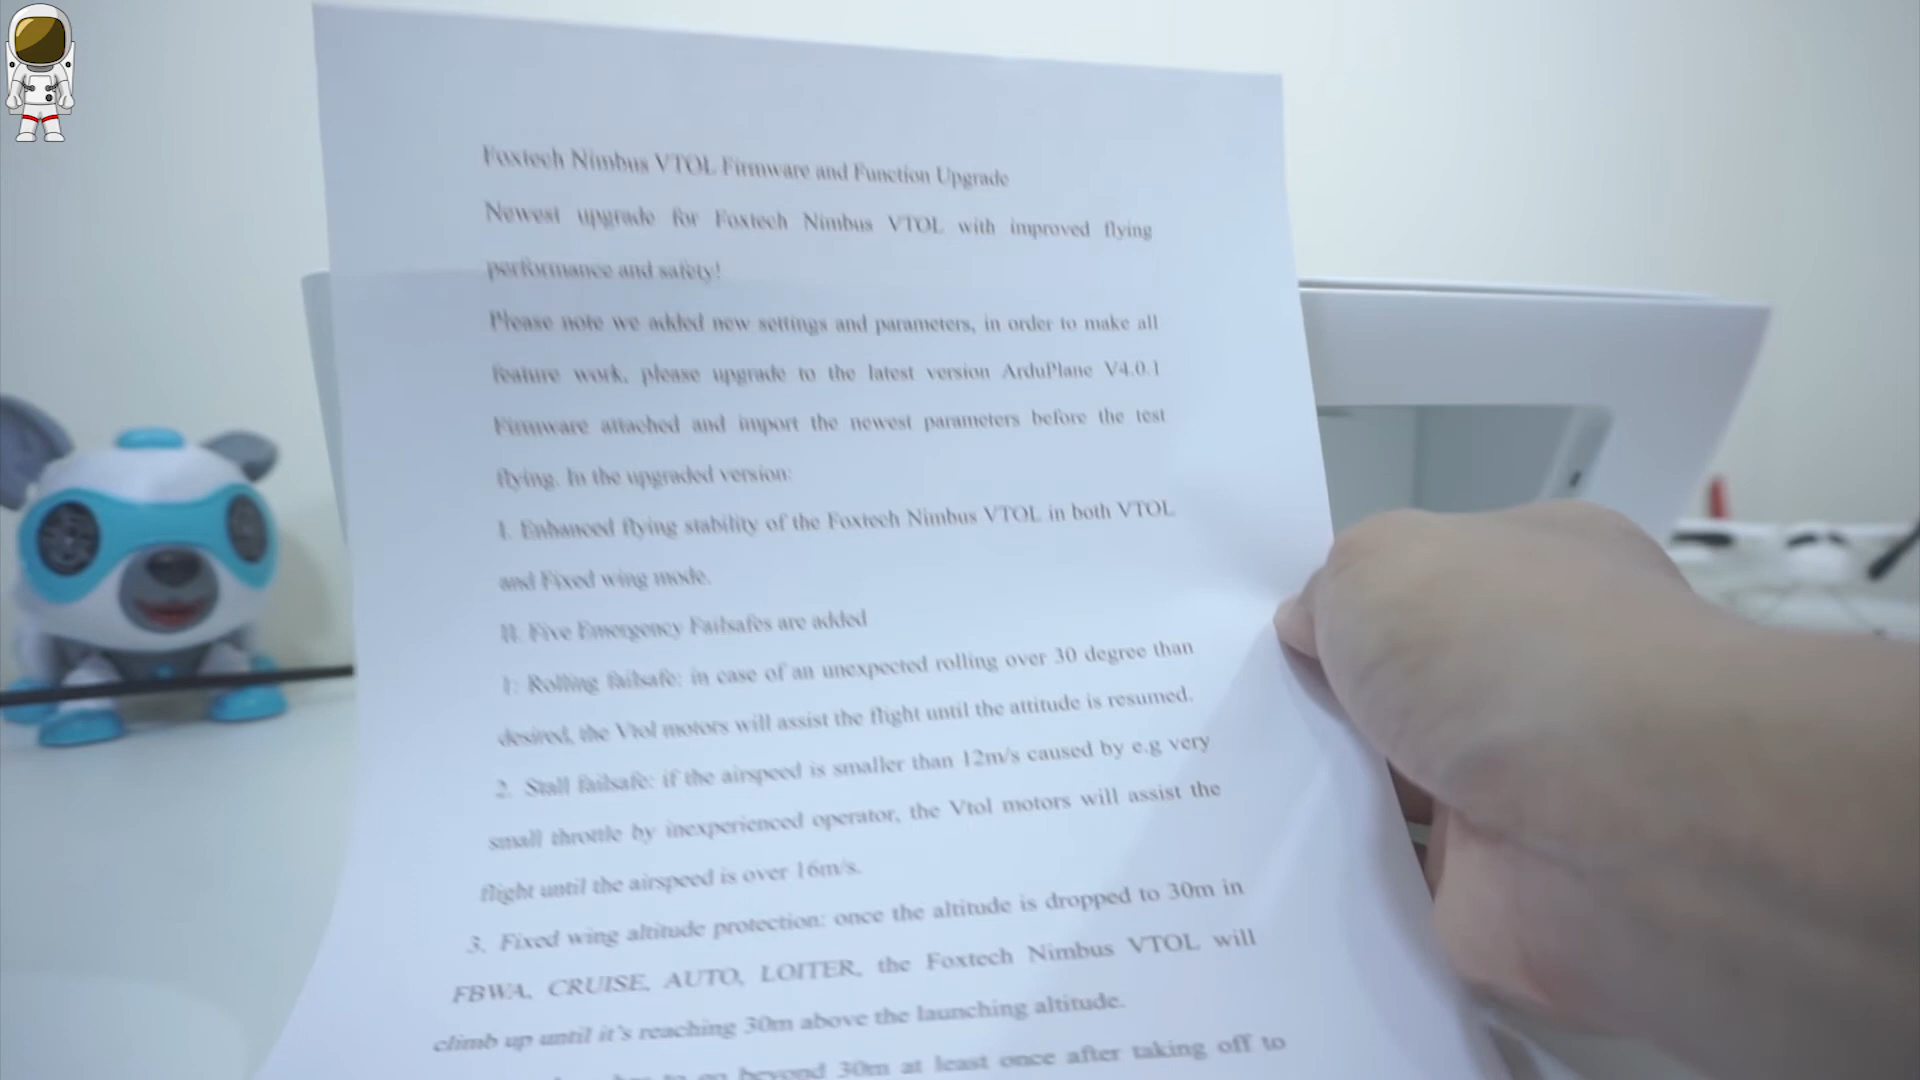 Foxtech Nimbus VTOL Firmware and Function Upgrade
Newest upgrade for Foxtech Nimbus VTOL with improved flying
performance and safety!
Please note we added new settings and parameters, in order to make all
feature work, please upgrade to the latest version ArduPlane V4.0.1
Firmware attached and import the newest parameters before the test
flying. In the upgraded version:
I. Enhanced flying stability of the Foxtech Nimbus VTOL in both VTOL
and Fixed wing mode.
II. Five Emergency Failsafes are added
1: Rolling failsafe: in case of an unexpected rolling over 30 degree than
desired, the Vtol motors will assist the flight until the attitude is resumed.
2. Stall failsafe: if the airspeed is smaller than 12m/s caused by e.g very
small throttle by inexperienced operator, the Vtol motors will assist the
flight until the airspeed is over 16m/s.
3. Fixed wing altitude protection: once the altitude is dropped to 30m in
FBWA, CRUISE, AUTO, LOITER, the Foxtech Nimbus VTOL will
climb up until it's reaching 30m above the launching altitude.
to go beyond 30m at least once after taking off to